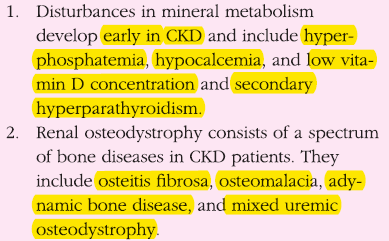 1. Disturbances in mineral metabolism
develop early in CKD and include hyper-
phosphatemia, hypocalcemia, and low vita-
min D concentration and secondary
hyperparathyroidism.
2. Renal osteodystrophy consists of a spectrum
of bone diseases in CKD patients. They
include osteitis fibrosa, osteomalacia, ady-
namic bone disease, and mixed uremic
osteodystrophy.